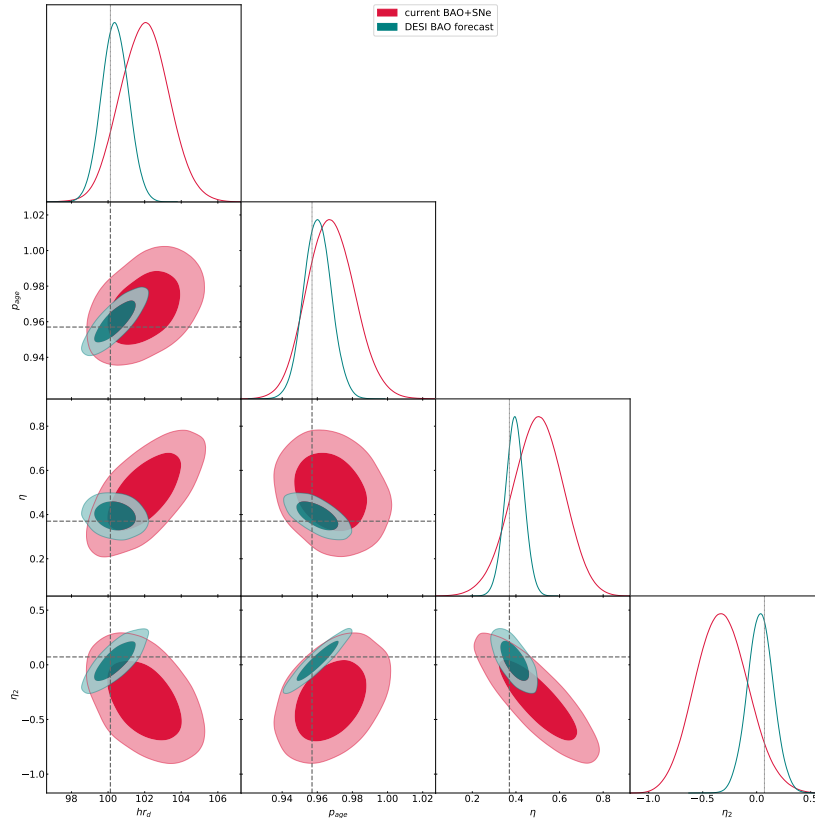 current BAO+SNe
DESI BAO forecast
1.02
1.00
0.98
0.96
0.94
p_age
0.8
0.6
0.4
0.2
η
0.5
0.0
−0.5
−1.0
η₂
98 100 102 104 106
0.94 0.96 0.98 1.00 1.02
0.2 0.4 0.6 0.8
−1.0 −0.5 0.0 0.5
hr_d
p_age
η
η₂